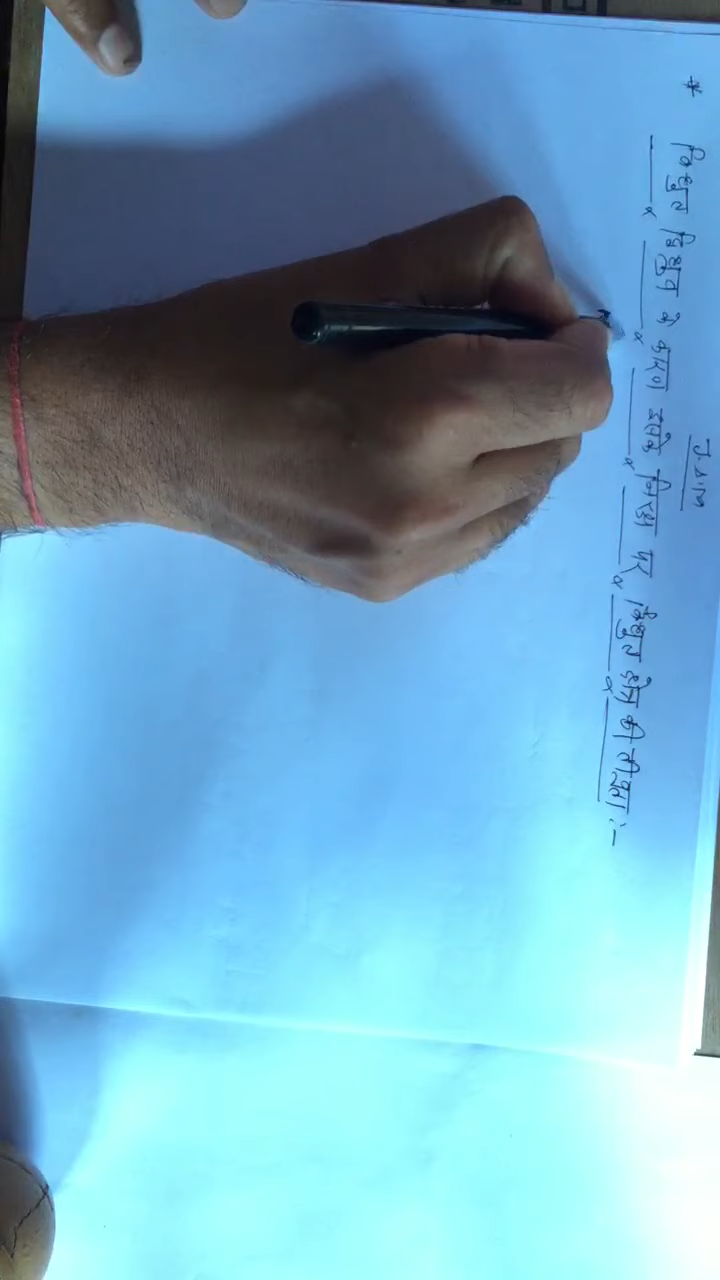 * विद्युत द्विध्रुव के कारण उसके निरक्ष पर विद्युत क्षेत्र की तीव्रता :-